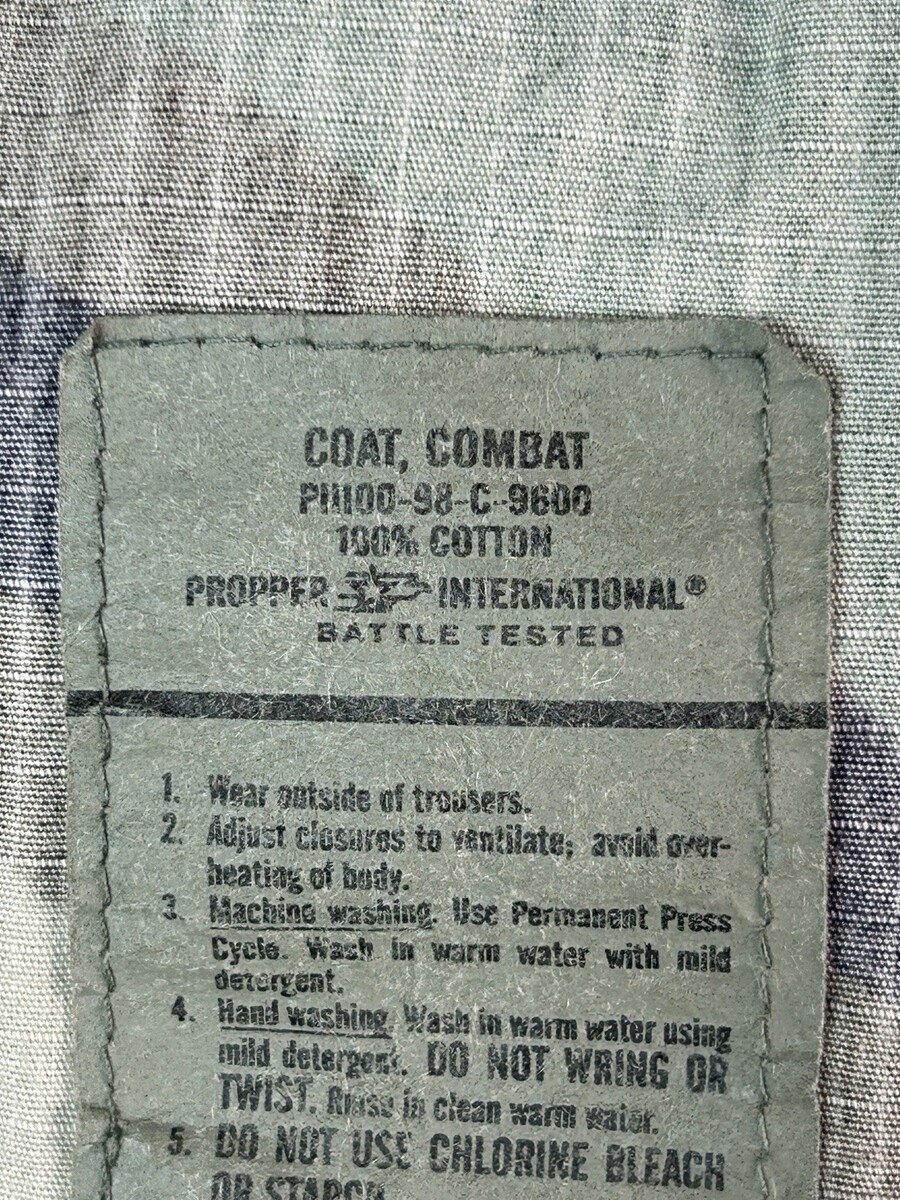 COAT, COMBAT
PIII00-98-C-9600
100% COTTON
PROPPER INTERNATIONAL®
BATTLE TESTED
1. Wear outside of trousers.
2. Adjust closures to ventilate; avoid over-
heating of body.
3. Machine washing. Use Permanent Press
Cycle. Wash in warm water with mild
detergent.
4. Hand washing. Wash in warm water using
mild detergent. DO NOT WRING OR
TWIST. Rinse in clean warm water.
5. DO NOT USE CHLORINE BLEACH
OR STARCH